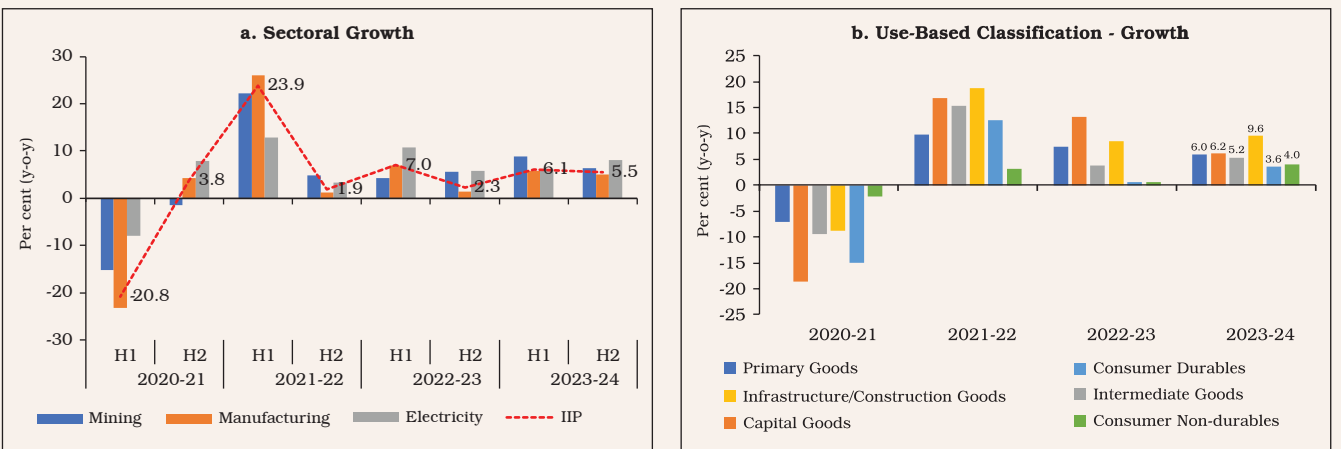 a. Sectoral Growth
Per cent (y-o-y)
30
20
10
0
-10
-20
-30
-20.8
3.8
23.9
1.9
7.0
2.3
6.1
5.5
H1 H2 H1 H2 H1 H2 H1 H2
2020-21 2021-22 2022-23 2023-24
Mining Manufacturing Electricity IIP
b. Use-Based Classification - Growth
Per cent (y-o-y)
25
20
15
10
5
0
-5
-10
-15
-20
-25
6.0 6.2 5.2 9.6 3.6 4.0
2020-21 2021-22 2022-23 2023-24
Primary Goods
Infrastructure/Construction Goods
Capital Goods
Consumer Durables
Intermediate Goods
Consumer Non-durables